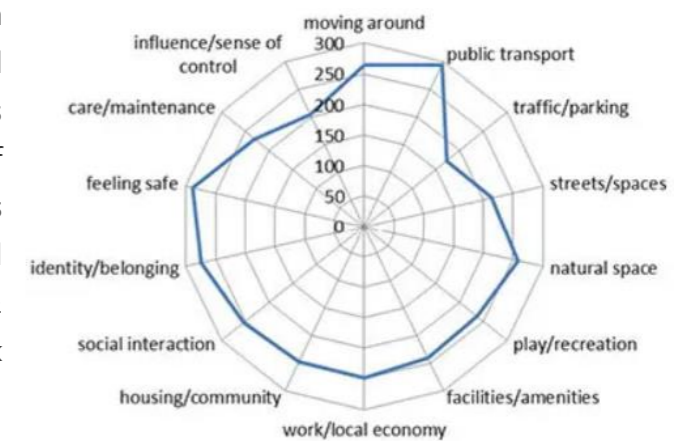 moving around
300
influence/sense of
control
public transport
250
care/maintenance
200
traffic/parking
150
feeling safe
100
streets/spaces
50
0
identity/belonging
natural space
social interaction
play/recreation
housing/community
facilities/amenities
work/local economy